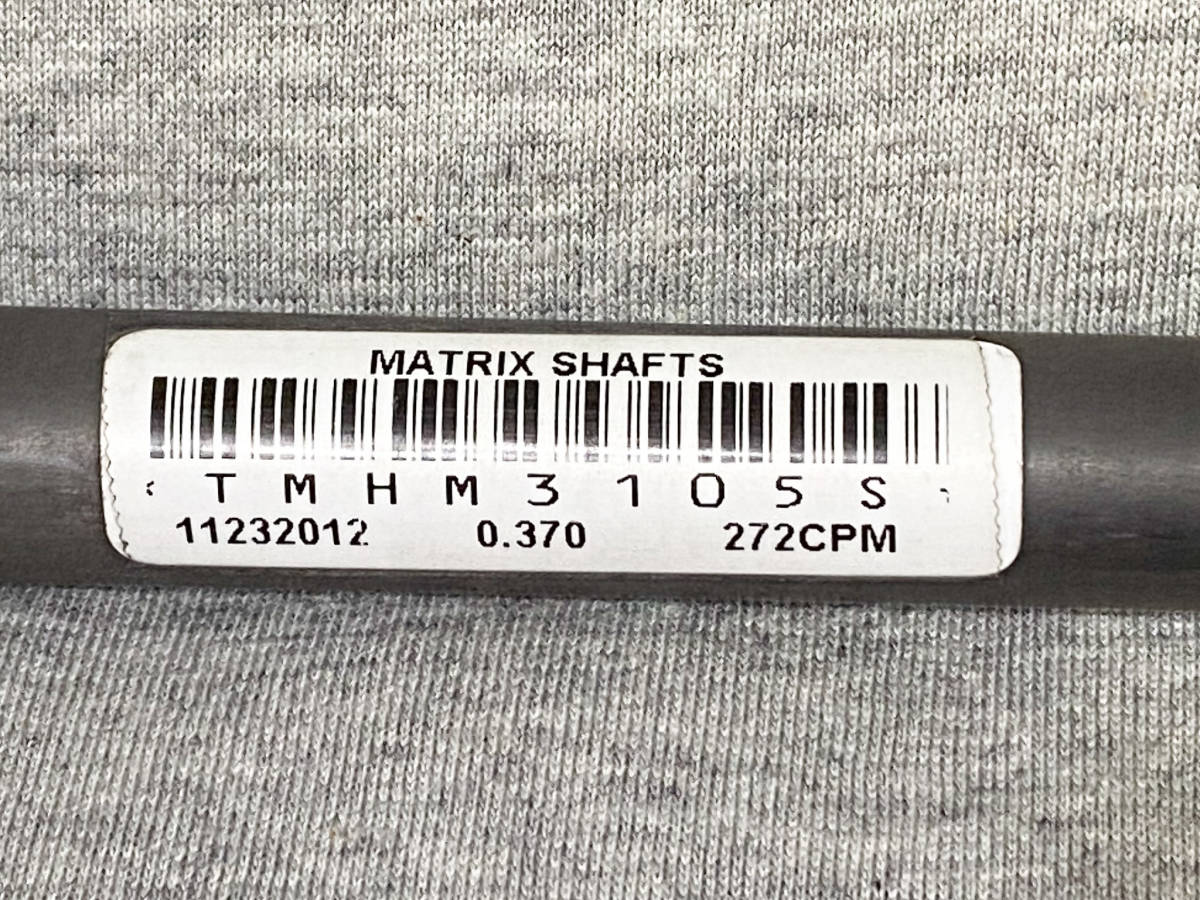 MATRIX SHAFTS
TMHM3105S
11232012 0.370 272CPM